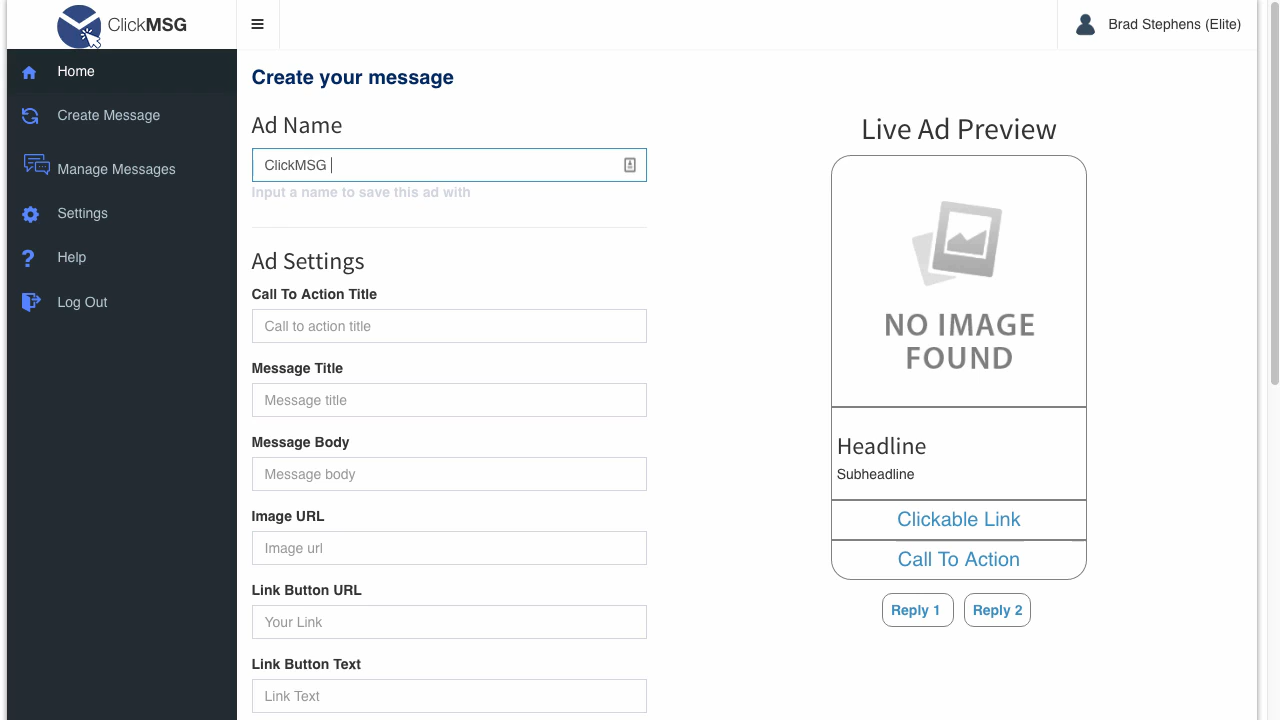 ClickMSG
Brad Stephens (Elite)
Home
Create Message
Manage Messages
Settings
Help
Log Out
Create your message
Ad Name
ClickMSG
Input a name to save this ad with
Ad Settings
Call To Action Title
Call to action title
Message Title
Message title
Message Body
Message body
Image URL
Image url
Link Button URL
Your Link
Link Button Text
Link Text
Live Ad Preview
NO IMAGE
FOUND
Headline
Subheadline
Clickable Link
Call To Action
Reply 1
Reply 2